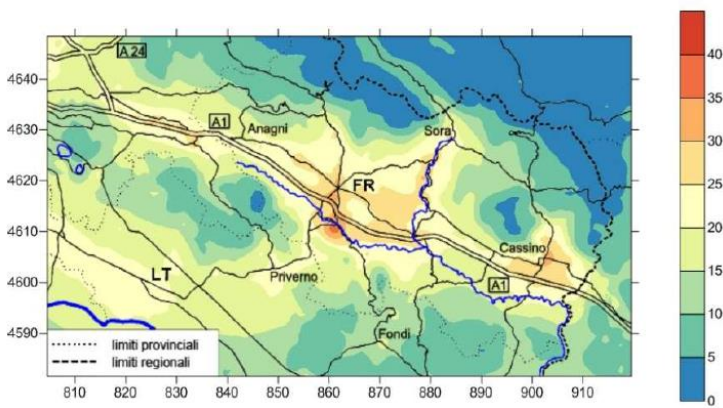 4640
4630
4620
4610
4600
4590
A 24
A1
Anagni
Sora
FR
Cassino
LT
Priverno
A1
Fondi
limiti provinciali
limiti regionali
810 820 830 840 850 860 870 880 890 900 910
40
35
30
25
20
15
10
5
0